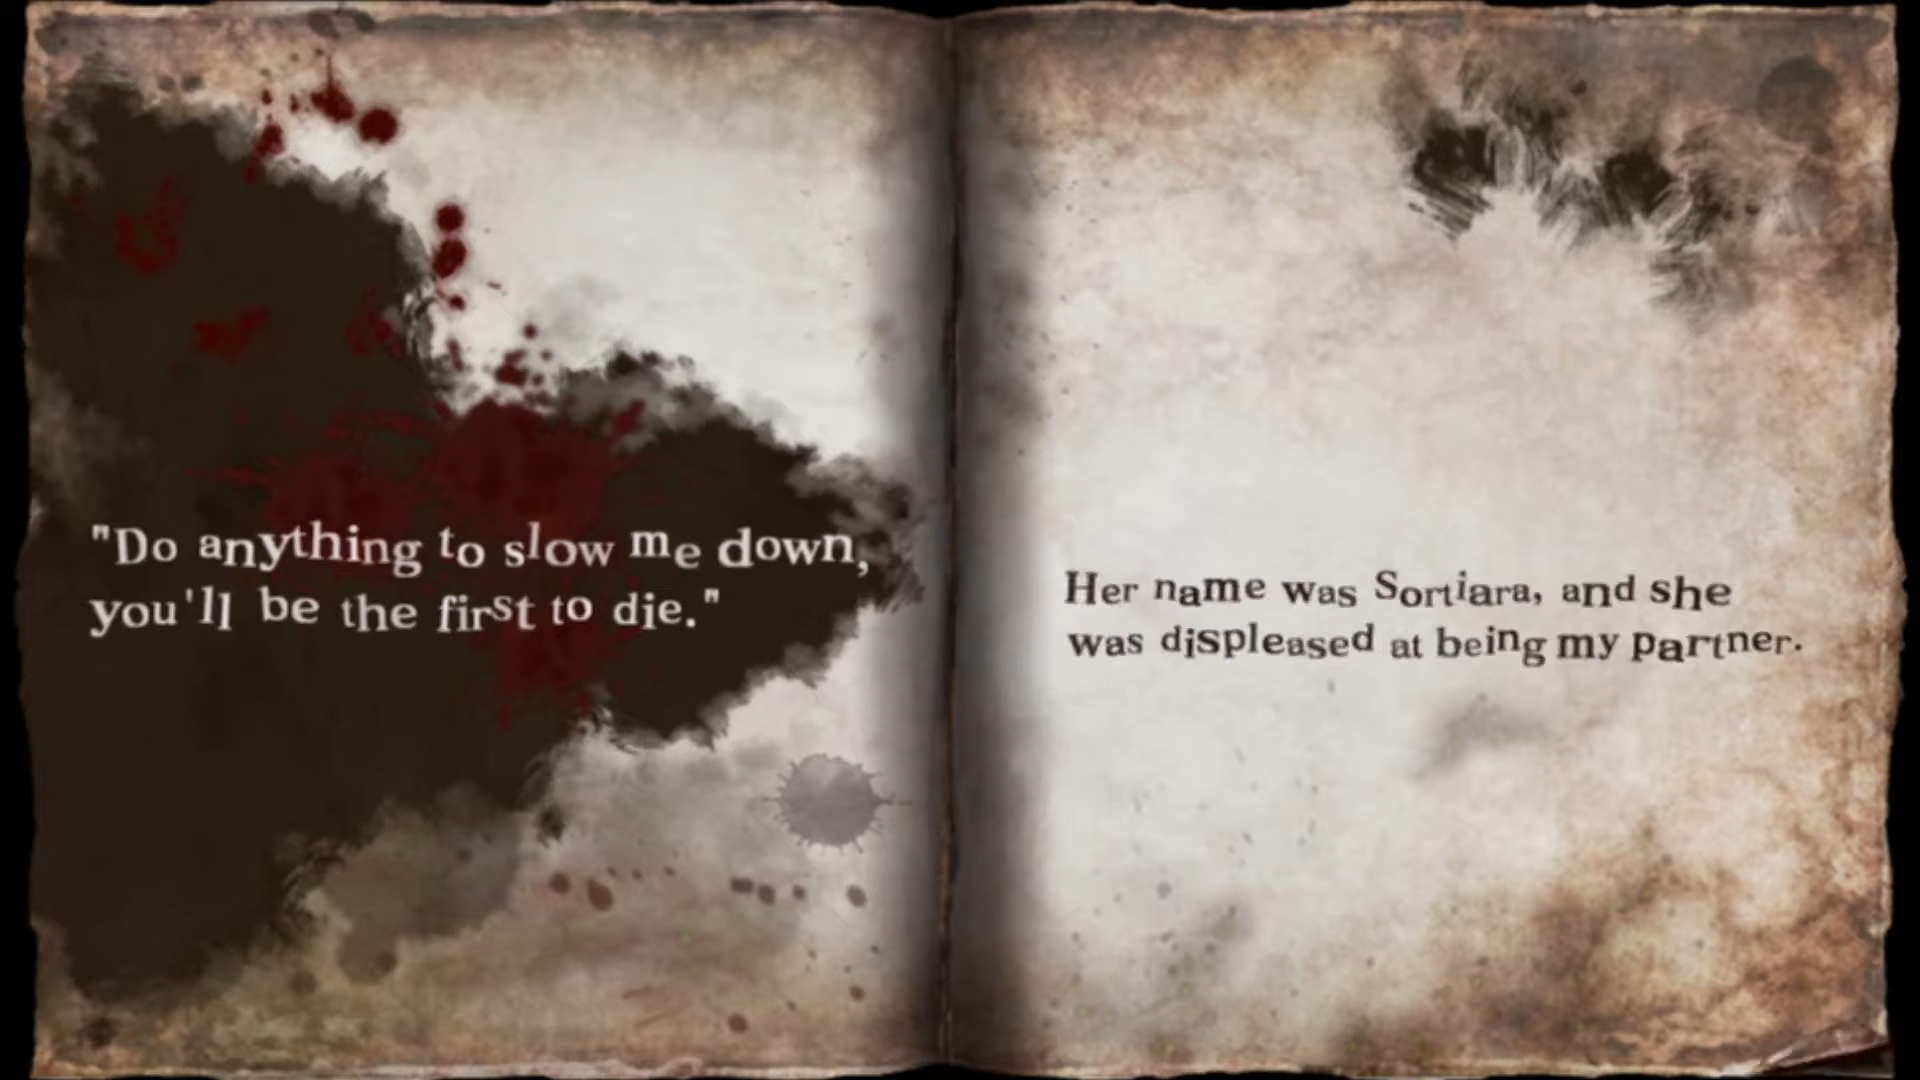 "Do anything to slow me down,
you'll be the first to die."
Her name was Sortiara, and she
was displeased at being my partner.